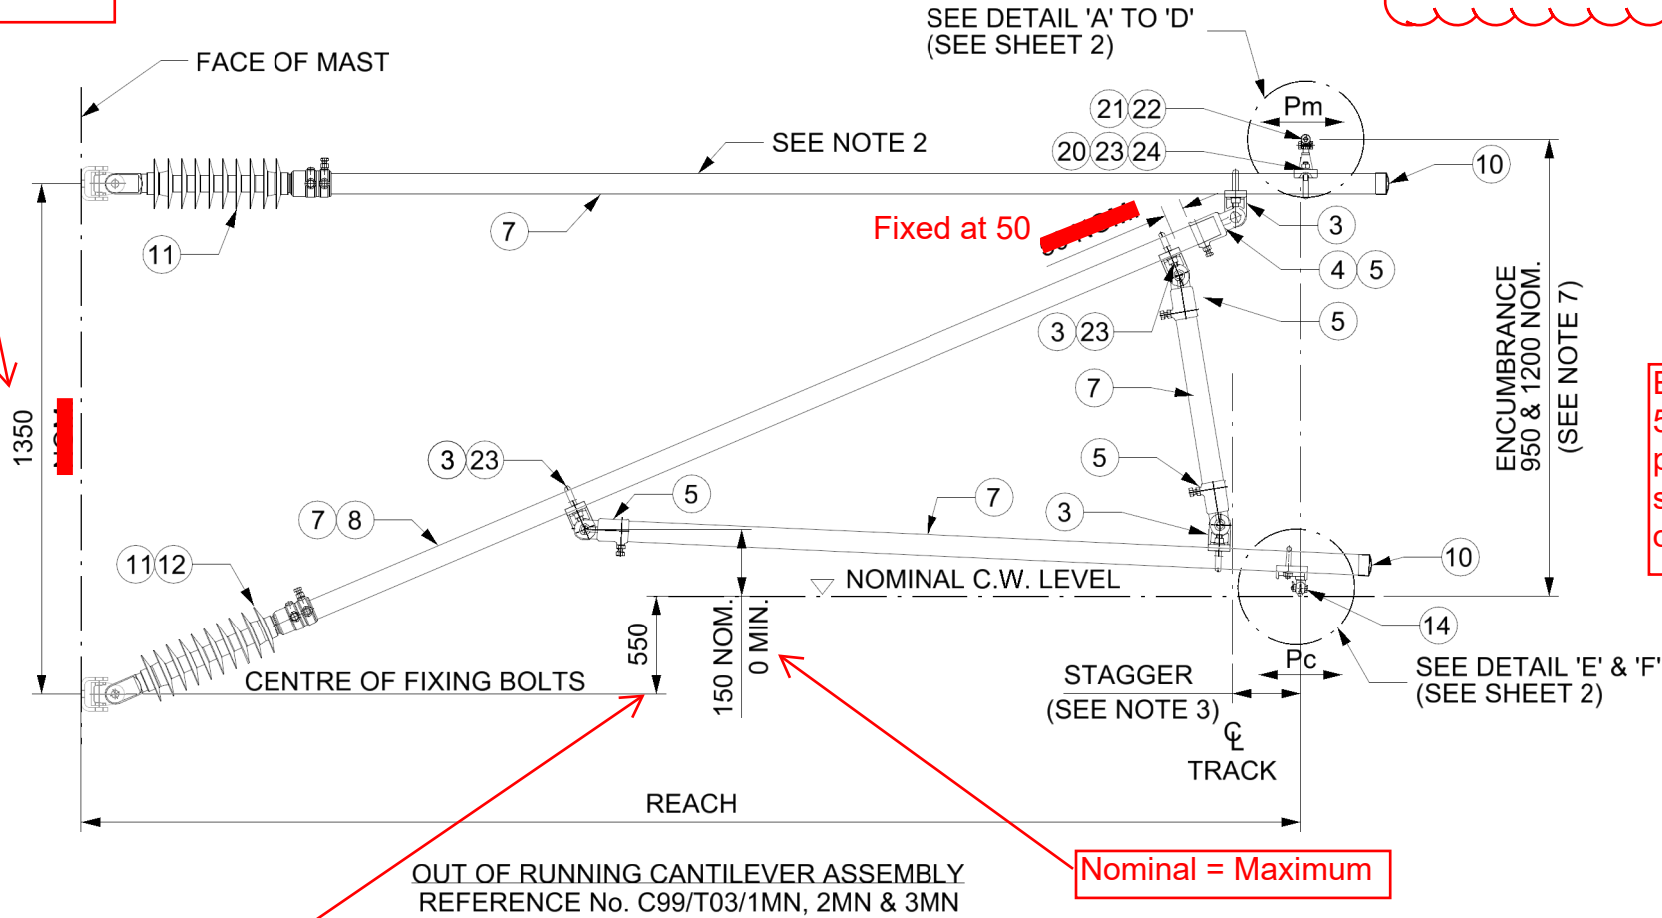 SEE DETAIL 'A' TO 'D'
(SEE SHEET 2)
FACE OF MAST
Pm
21 22
SEE NOTE 2
20 23 24
10
7
Fixed at 50
3
11
4 5
ENCUMBRANCE
950 & 1200 NOM.
(SEE NOTE 7)
5
3 23
7
1350
3 23
5
5
7
7 8
3
11 12
10
NOMINAL C.W. LEVEL
550
150 NOM.
0 MIN.
14
CENTRE OF FIXING BOLTS
Pc
STAGGER
(SEE NOTE 3)
SEE DETAIL 'E' & 'F'
(SEE SHEET 2)
℄
TRACK
REACH
Nominal = Maximum
OUT OF RUNNING CANTILEVER ASSEMBLY
REFERENCE No. C99/T03/1MN, 2MN & 3MN